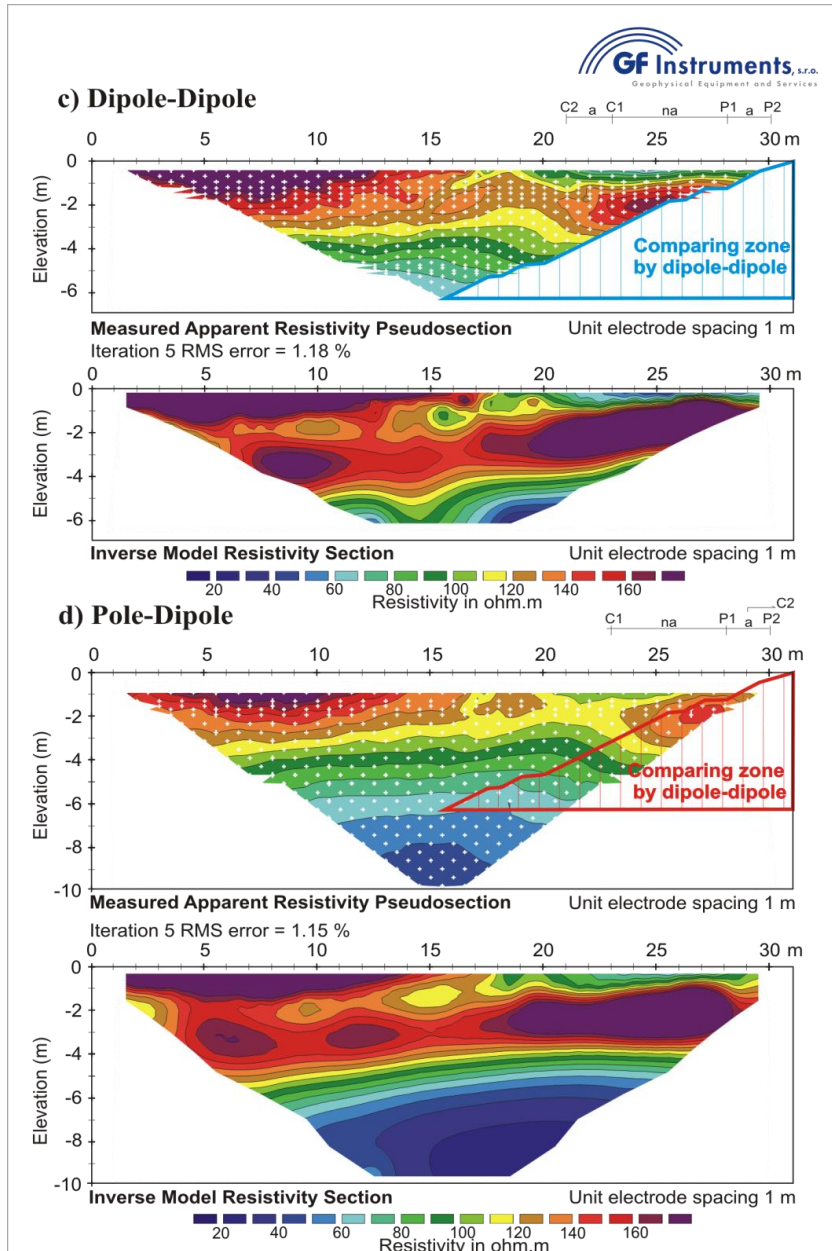 GF Instruments, s.r.o.
Geophysical Equipment and Services
c) Dipole-Dipole
C2 a C1 na P1 a P2
0 5 10 15 20 25 30 m
Elevation (m)
0
-2
-4
-6
Comparing zone
by dipole-dipole
Measured Apparent Resistivity Pseudosection Unit electrode spacing 1 m
Iteration 5 RMS error = 1.18 %
0 5 10 15 20 25 30 m
Elevation (m)
0
-2
-4
-6
Inverse Model Resistivity Section Unit electrode spacing 1 m
20 40 60 80 100 120 140 160
Resistivity in ohm.m
d) Pole-Dipole
C2
C1 na P1 a P2
0 5 10 15 20 25 30 m
Elevation (m)
0
-2
-4
-6
-8
-10
Comparing zone
by dipole-dipole
Measured Apparent Resistivity Pseudosection Unit electrode spacing 1 m
Iteration 5 RMS error = 1.15 %
0 5 10 15 20 25 30 m
Elevation (m)
0
-2
-4
-6
-8
-10
Inverse Model Resistivity Section Unit electrode spacing 1 m
20 40 60 80 100 120 140 160
Resistivity in ohm.m